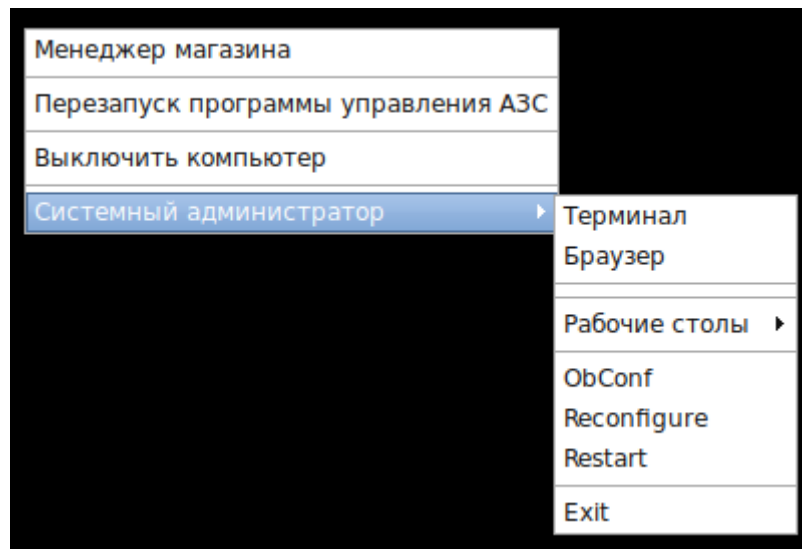 Менеджер магазина
Перезапуск программы управления АЗС
Выключить компьютер
Системный администратор
Терминал
Браузер
Рабочие столы
ObConf
Reconfigure
Restart
Exit